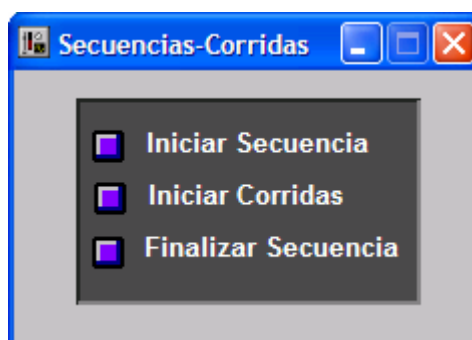 Secuencias-Corridas
Iniciar Secuencia
Iniciar Corridas
Finalizar Secuencia